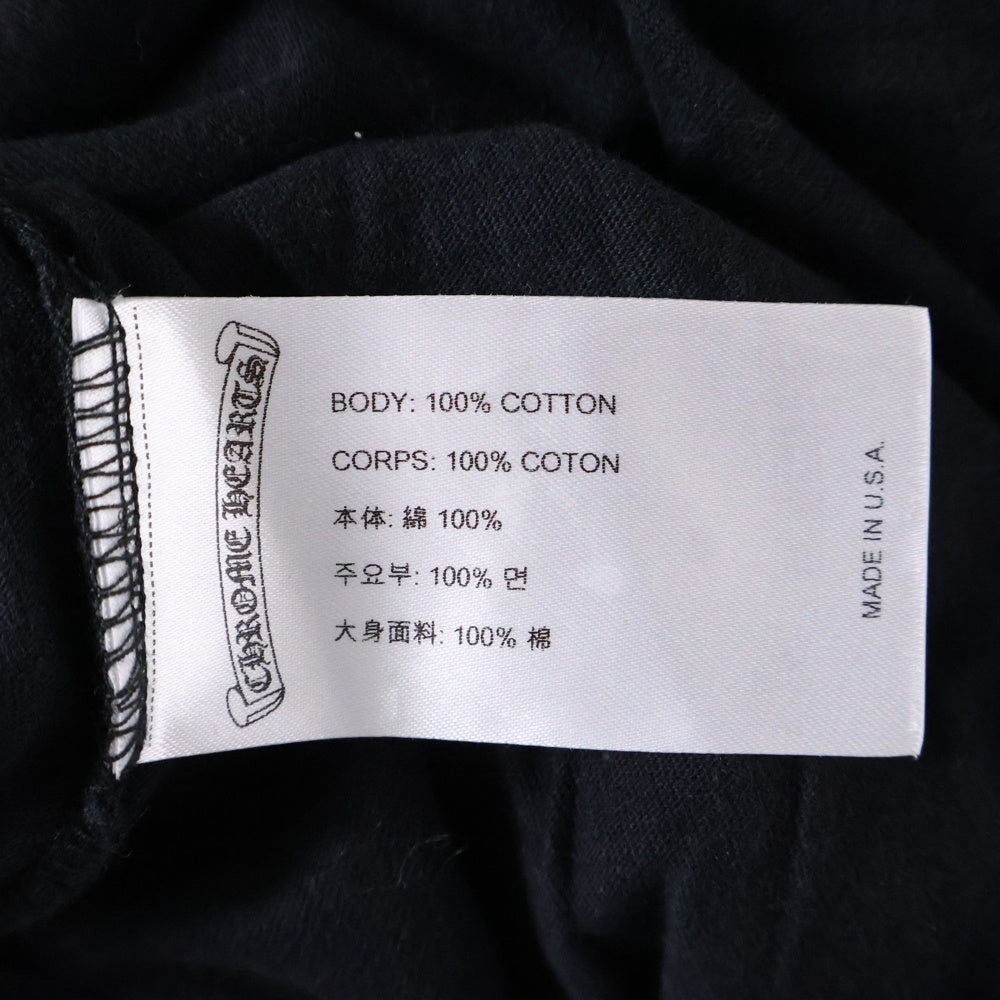 CHROME HEARTS
BODY: 100% COTTON
CORPS: 100% COTON
本体: 綿 100%
주요부: 100% 면
大身面料: 100% 棉
MADE IN U.S.A.